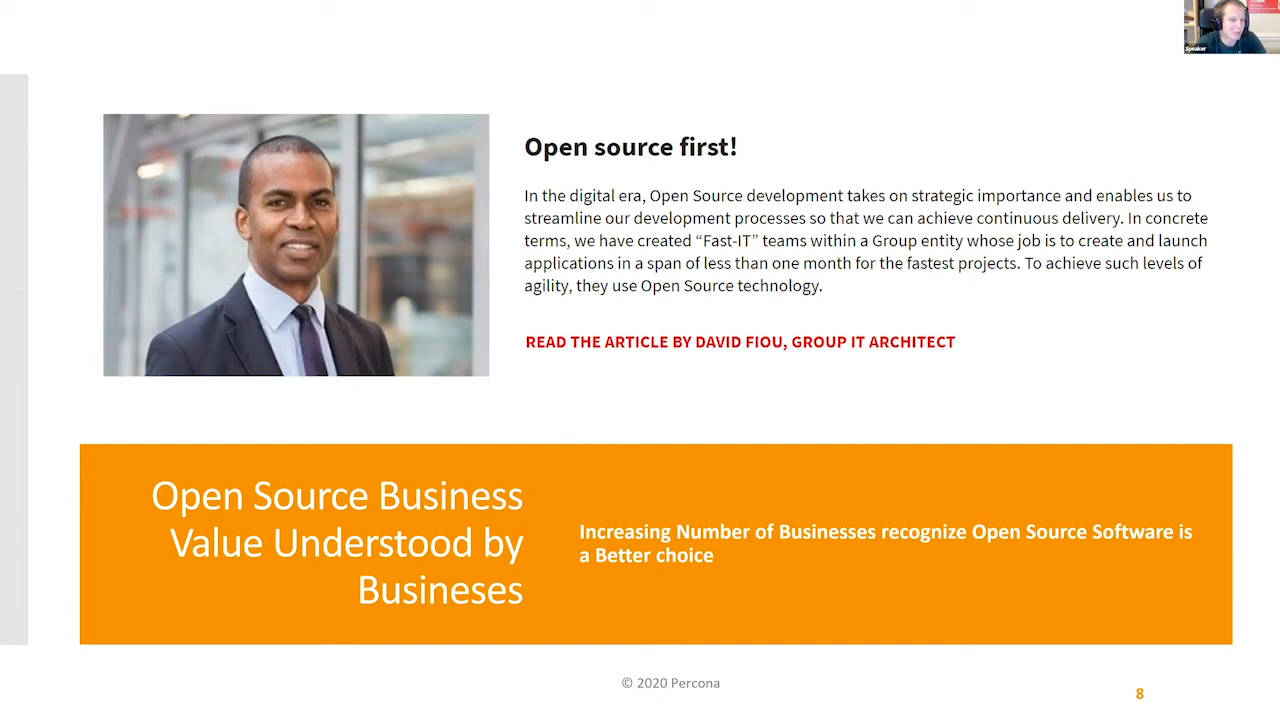 Speaker
Open source first!
In the digital era, Open Source development takes on strategic importance and enables us to
streamline our development processes so that we can achieve continuous delivery. In concrete
terms, we have created “Fast-IT” teams within a Group entity whose job is to create and launch
applications in a span of less than one month for the fastest projects. To achieve such levels of
agility, they use Open Source technology.
READ THE ARTICLE BY DAVID FIOU, GROUP IT ARCHITECT
Open Source Business
Value Understood by
Busineses
Increasing Number of Businesses recognize Open Source Software is
a Better choice
© 2020 Percona
8